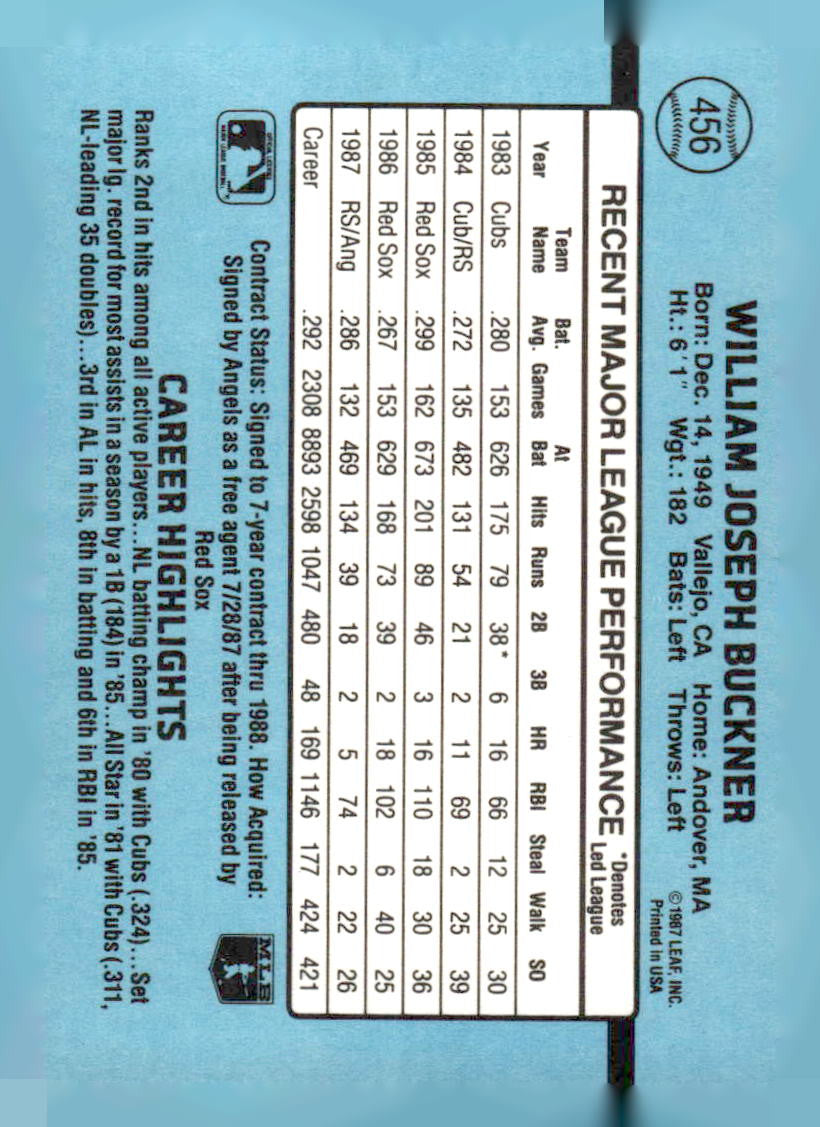 456
WILLIAM JOSEPH BUCKNER
Born: Dec. 14, 1949 Vallejo, CA Home: Andover, MA
Ht.: 6'1" Wgt.: 182 Bats: Left Throws: Left
©1987 LEAF, INC.
Printed in USA
RECENT MAJOR LEAGUE PERFORMANCE *Denotes Led League
Year Team Name Bat. Avg. Games At Bat Hits Runs 2B 3B HR RBI Steal Walk SO
1983 Cubs .280 153 626 175 79 38* 6 16 66 12 25 30
1984 Cub/RS .272 135 482 131 54 21 2 11 69 2 25 39
1985 Red Sox .299 162 673 201 89 46 3 16 110 18 30 36
1986 Red Sox .267 153 629 168 73 39 2 18 102 6 40 25
1987 RS/Ang .286 132 469 134 39 18 2 5 74 2 22 26
Career .292 2308 8893 2598 1047 480 48 169 1146 177 424 421
Contract Status: Signed to 7-year contract thru 1988. How Acquired:
Signed by Angels as a free agent 7/28/87 after being released by
Red Sox
MLB
CAREER HIGHLIGHTS
Ranks 2nd in hits among all active players...NL batting champ in '80 with Cubs (.324)...Set
major lg. record for most assists in a season by a 1B (184) in '85...All Star in '81 with Cubs (.311,
NL-leading 35 doubles)...3rd in AL in hits, 8th in batting and 6th in RBI in '85.